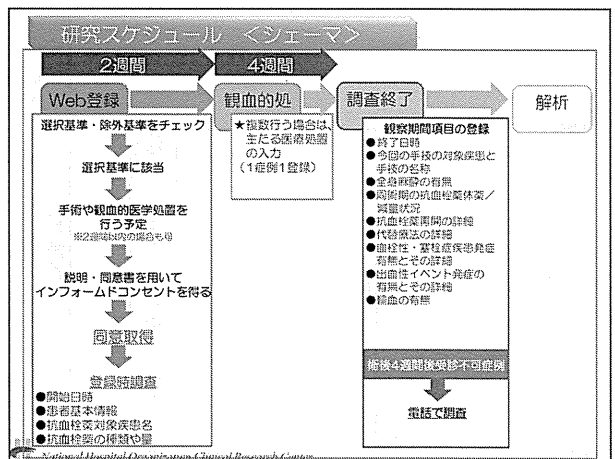 研究スケジュール <シェーマ>
2週間
4週間
Web登録
観血的処
調査終了
解析
選択基準・除外基準をチェック
選択基準に該当
手術や観血的医学処置を
行う予定
※2週間以内の場合も可
説明・同意書を用いて
インフォームドコンセントを得る
同意取得
登録時調査
●開始日時
●患者基本情報
●抗血栓薬対象疾患名
●抗血栓薬の種類や量
★複数行う場合は、
主たる医療処置
の入力
(1症例1登録)
観察期間項目の登録
●終了日時
●今回の手技の対象疾患と
手技の名称
●全身麻酔の有無
●周術期の抗血栓薬休薬/
減量状況
●抗血栓薬再開の詳細
●代替療法の詳細
●血栓性・塞栓症疾患発症
有無とその詳細
●出血性イベント発症の
有無とその詳細
●輸血の有無
術後4週間後受診不可症例
電話で調査
National Hospital Organization Clinical Research Center